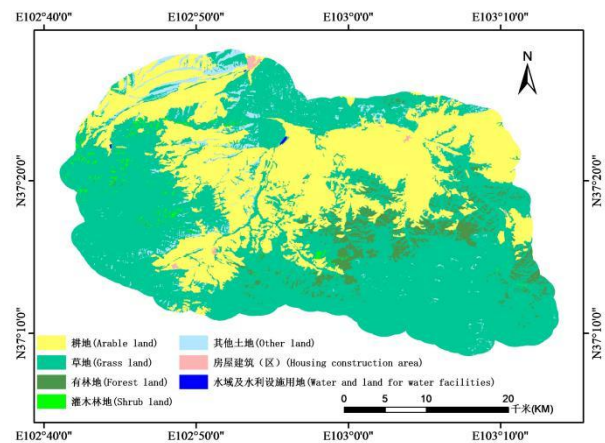 E102°40'0" E102°50'0" E103°0'0" E103°10'0"
N
N37°20'0" N37°20'0"
N37°10'0" N37°10'0"
耕地(Arable land)
草地(Grass land)
有林地(Forest land)
灌木林地(Shrub land)
其他土地(Other land)
房屋建筑（区）(Housing construction area)
水域及水利设施用地(Water and land for water facilities)
0 5 10 20
千米(KM)
E102°40'0" E102°50'0" E103°0'0" E103°10'0"